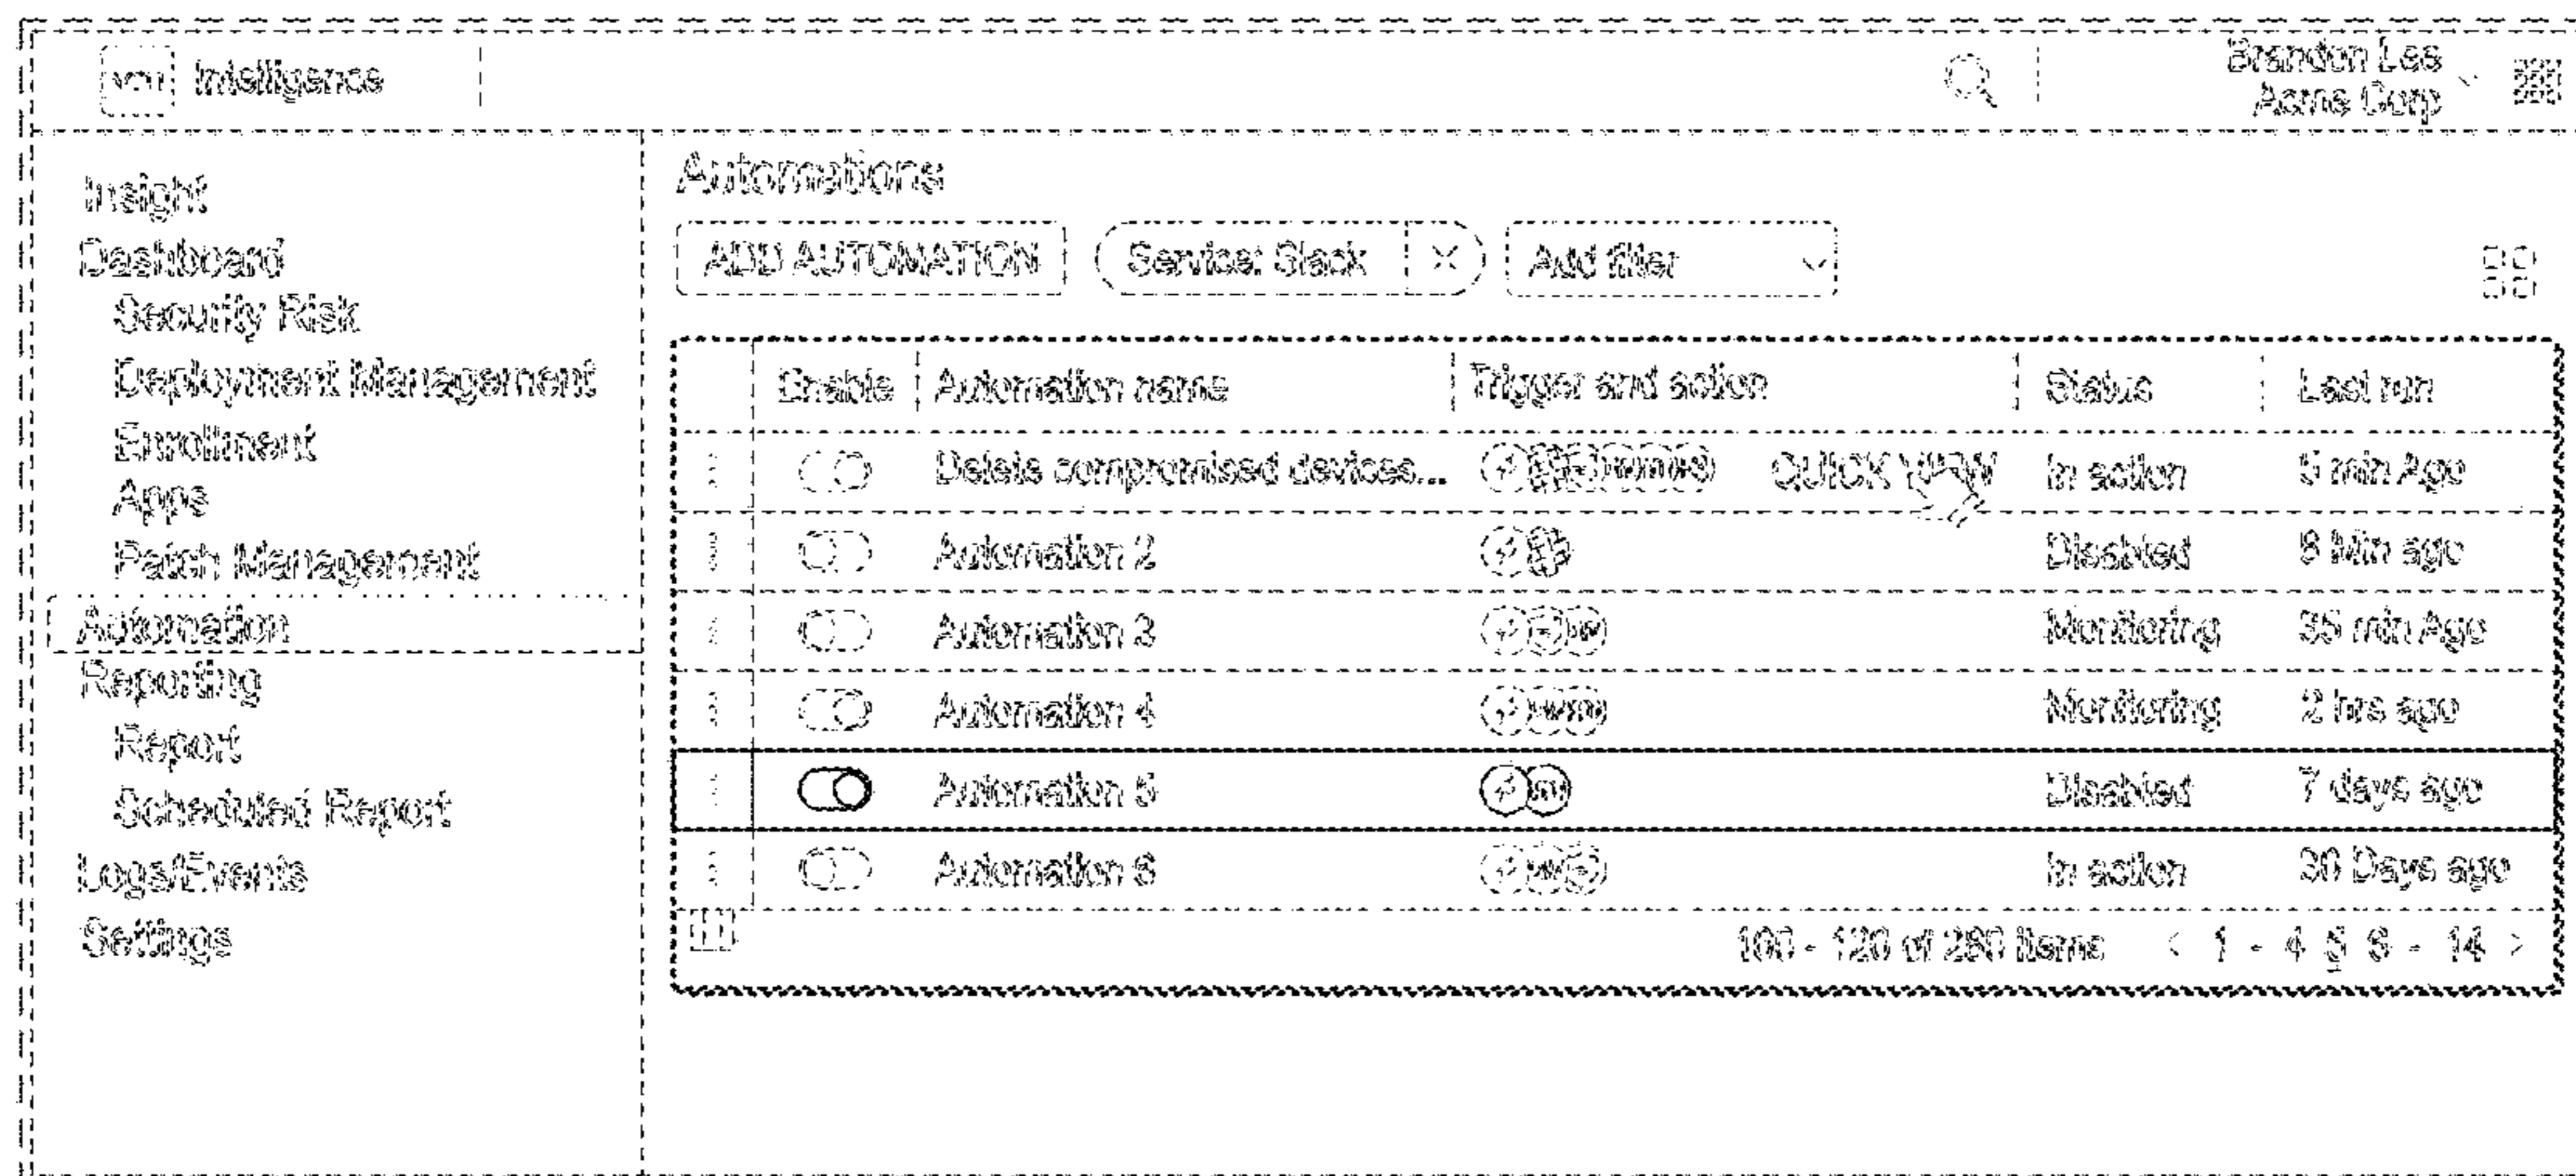 Intelligence
Brandon Lee
Acme Corp
Insight
Dashboard
Security Risk
Deployment Management
Enrollment
Apps
Patch Management
Automation
Reporting
Report
Scheduled Report
Logs/Events
Settings
Automations
ADD AUTOMATION Service: Slack Add filter
Enable Automation name Trigger and action Status Last run
Delete compromised devices... QUICK VIEW In action 5 min Ago
Automation 2 Disabled 8 Min ago
Automation 3 Monitoring 35 min Ago
Automation 4 Monitoring 2 hrs ago
Automation 5 Disabled 7 days ago
Automation 6 In action 30 Days ago
100 - 120 of 280 items < 1 - 4 5 6 - 14 >